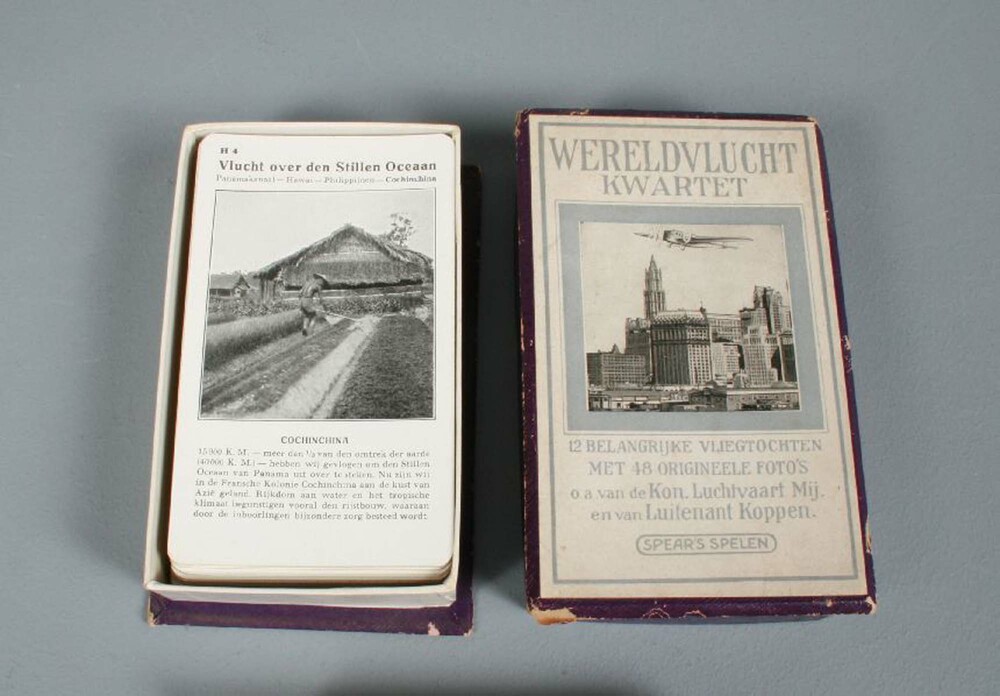 H 4
Vlucht over den Stillen Oceaan
Panamakanaal — Hawai — Philippijnen — Cochinchina
COCHINCHINA
15000 K. M. — meer dan ⅓ van den omtrek der aarde
(40000 K. M.) — hebben wij gevlogen om den Stillen
Oceaan van Panama uit over te steken. Nu zijn wij
in de Fransche Kolonie Cochinchina aan de kust van
Azië geland. Rijkdom aan water en het tropische
klimaat begunstigen vooral den rijstbouw, waaraan
door de inboorlingen bijzondere zorg besteed wordt.
WERELDVLUCHT
KWARTET
12 BELANGRIJKE VLIEGTOCHTEN
MET 48 ORIGINEELE FOTO'S
o.a van de Kon. Luchtvaart Mij.
en van Luitenant Koppen.
SPEAR'S SPELEN